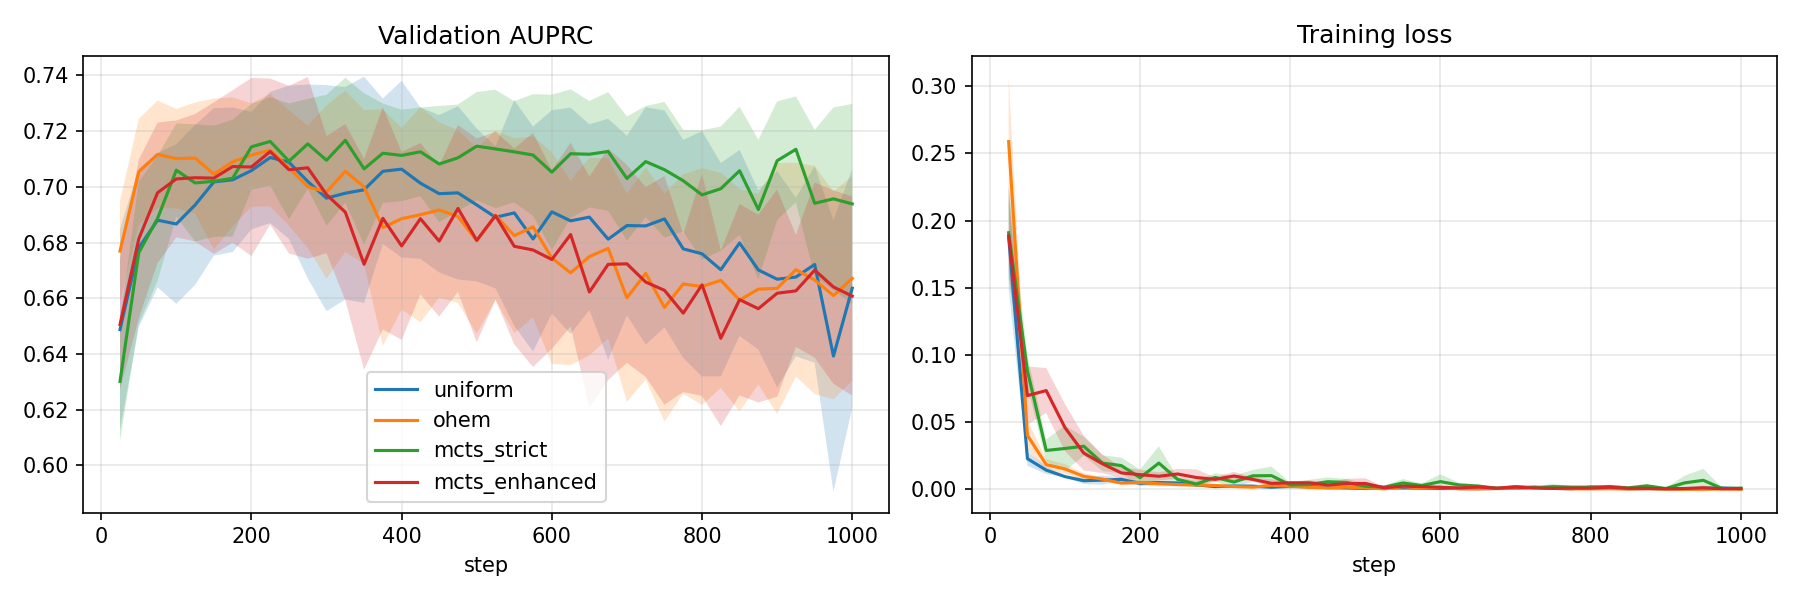 Validation AUPRC
0.74
0.72
0.70
0.68
0.66
0.64
0.62
0.60
uniform
ohem
mcts_strict
mcts_enhanced
0 200 400 600 800 1000
step
Training loss
0.30
0.25
0.20
0.15
0.10
0.05
0.00
0 200 400 600 800 1000
step